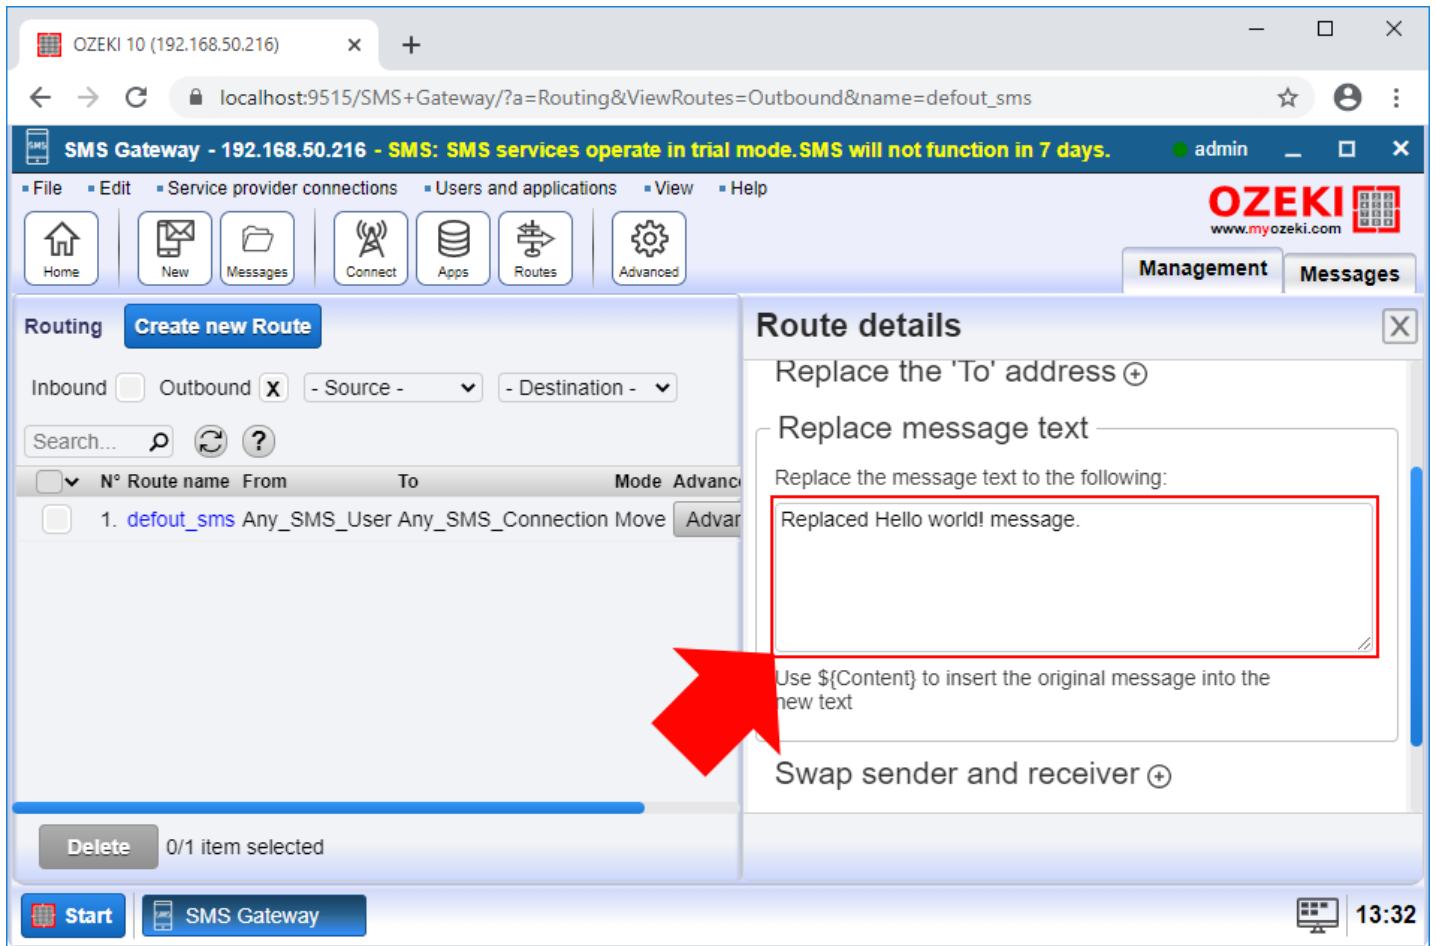 OZEKI 10 (192.168.50.216)
localhost:9515/SMS+Gateway/?a=Routing&ViewRoutes=Outbound&name=defout_sms
SMS
SMS Gateway - 192.168.50.216 - SMS: SMS services operate in trial mode.SMS will not function in 7 days.
admin
File Edit Service provider connections Users and applications View Help
OZEKI
www.myozeki.com
Home New Messages Connect Apps Routes Advanced
Management Messages
Routing Create new Route
Route details X
Inbound Outbound X - Source - - Destination -
Replace the 'To' address
Search... ?
Replace message text
Replace the message text to the following:
N° Route name From To Mode Advanc
1. defout_sms Any_SMS_User Any_SMS_Connection Move Advar
Replaced Hello world! message.
Use ${Content} to insert the original message into the
new text
Swap sender and receiver
Delete 0/1 item selected
Start SMS Gateway 13:32